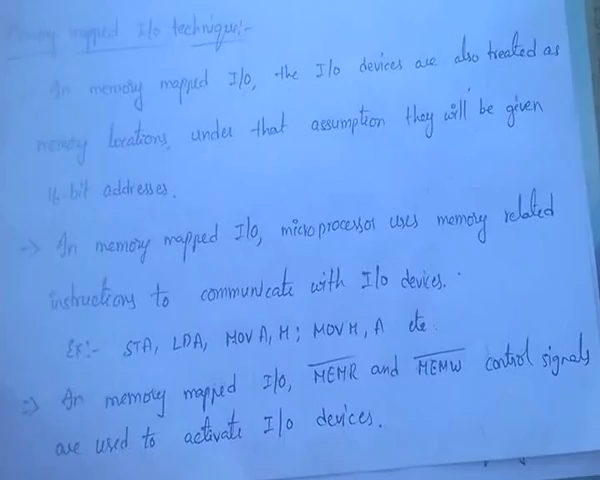 Memory mapped I/O technique:-
In memory mapped I/O, the I/O devices are also treated as
memory locations, under that assumption they will be given
16-bit addresses.
-> In memory mapped I/O, microprocessor uses memory related
instructions to communicate with I/O devices.
Ex:- STA, LDA, MOV A, M; MOV M, A etc.
=> In memory mapped I/O, M̅E̅M̅R̅ and M̅E̅M̅W̅ control signals
are used to activate I/O devices.